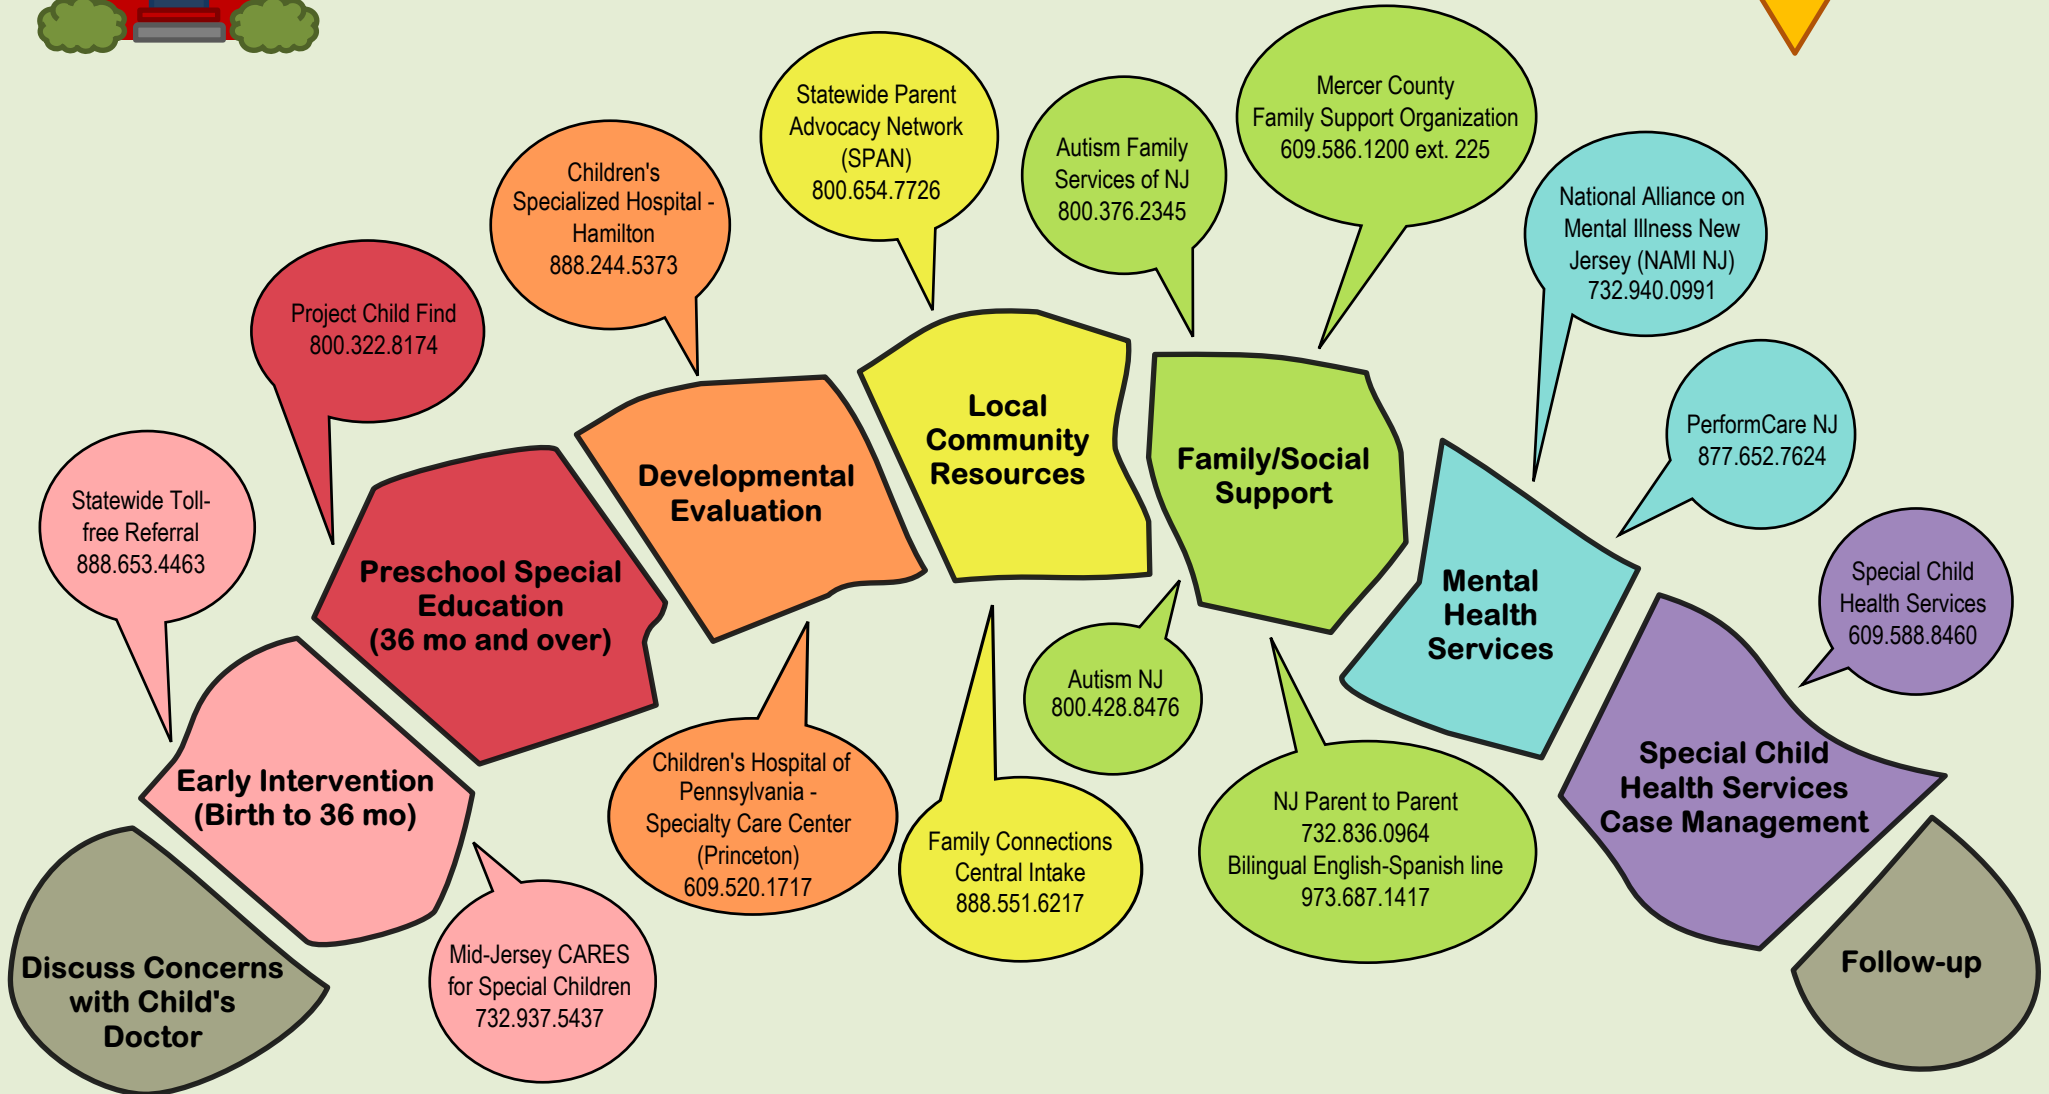 Statewide Toll-
free Referral
888.653.4463
Project Child Find
800.322.8174
Children's
Specialized Hospital -
Hamilton
888.244.5373
Statewide Parent
Advocacy Network
(SPAN)
800.654.7726
Autism Family
Services of NJ
800.376.2345
Mercer County
Family Support Organization
609.586.1200 ext. 225
National Alliance on
Mental Illness New
Jersey (NAMI NJ)
732.940.0991
PerformCare NJ
877.652.7624
Special Child
Health Services
609.588.8460
Discuss Concerns
with Child's
Doctor
Early Intervention
(Birth to 36 mo)
Preschool Special
Education
(36 mo and over)
Developmental
Evaluation
Local
Community
Resources
Family/Social
Support
Mental
Health
Services
Special Child
Health Services
Case Management
Follow-up
Mid-Jersey CARES
for Special Children
732.937.5437
Children's Hospital of
Pennsylvania -
Specialty Care Center
(Princeton)
609.520.1717
Family Connections
Central Intake
888.551.6217
Autism NJ
800.428.8476
NJ Parent to Parent
732.836.0964
Bilingual English-Spanish line
973.687.1417